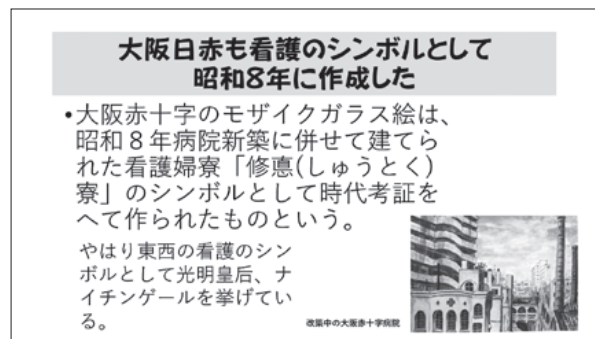 大阪日赤も看護のシンボルとして
昭和8年に作成した
•大阪赤十字のモザイクガラス絵は、
昭和８年病院新築に併せて建てら
れた看護婦寮「修悳(しゅうとく)
寮」のシンボルとして時代考証を
へて作られたものという。
やはり東西の看護のシン
ボルとして光明皇后、ナ
イチンゲールを挙げてい
る。
改築中の大阪赤十字病院